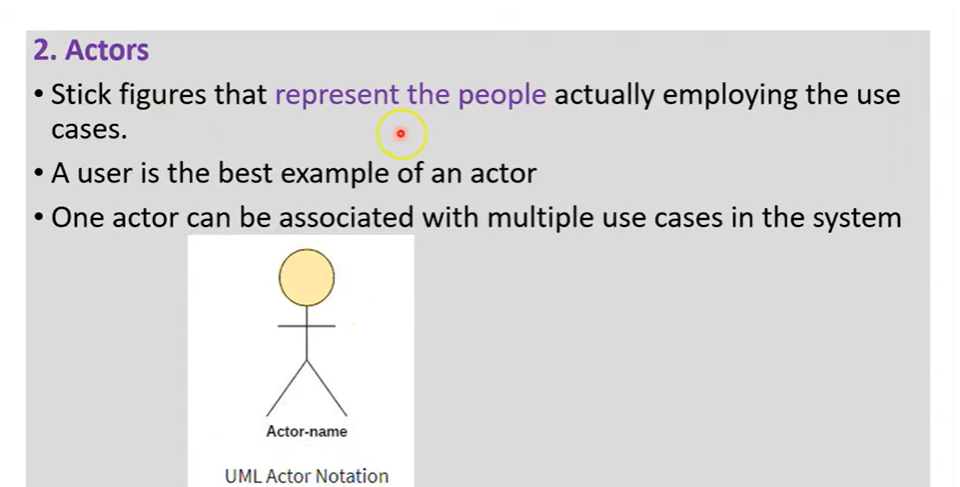 2. Actors
• Stick figures that represent the people actually employing the use
cases.
• A user is the best example of an actor
• One actor can be associated with multiple use cases in the system
Actor-name
UML Actor Notation